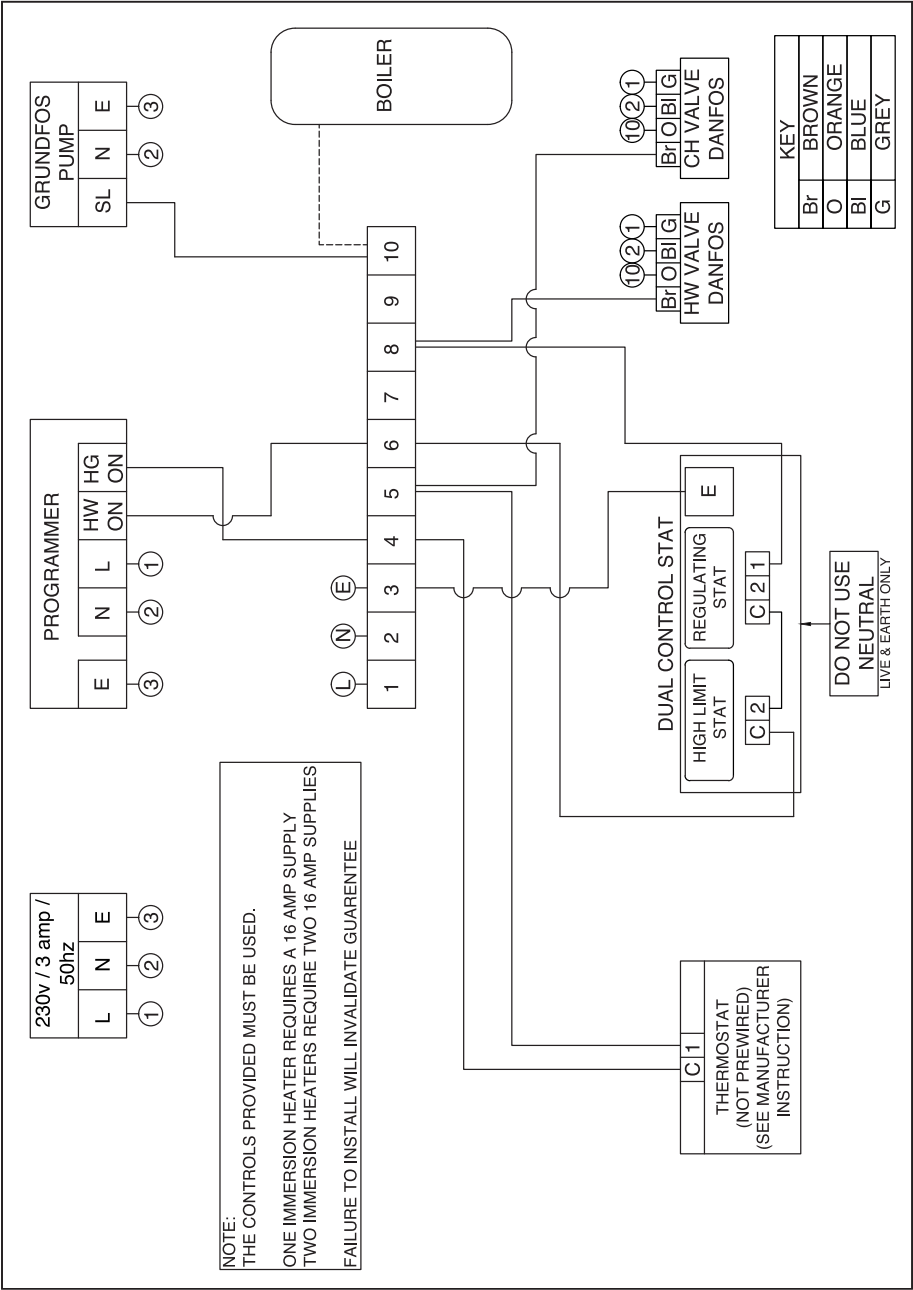 230v / 3 amp /
50hz
L N E
1 2 3
PROGRAMMER
E N L HW ON HG ON
3 2 1
GRUNDFOS
PUMP
SL N E
2 3
NOTE:
THE CONTROLS PROVIDED MUST BE USED.
ONE IMMERSION HEATER REQUIRES A 16 AMP SUPPLY
TWO IMMERSION HEATERS REQUIRE TWO 16 AMP SUPPLIES
FAILURE TO INSTALL WILL INVALIDATE GUARENTEE
BOILER
L N E
1 2 3 4 5 6 7 8 9 10
THERMOSTAT
(NOT PREWIRED)
(SEE MANUFACTURER
INSTRUCTION)
C 1
DUAL CONTROL STAT
HIGH LIMIT
STAT
REGULATING
STAT
E
C 2
C 2 1
DO NOT USE
NEUTRAL
LIVE & EARTH ONLY
10 2 1
Br O Bl G
HW VALVE
DANFOS
10 2 1
Br O Bl G
CH VALVE
DANFOS
KEY
Br BROWN
O ORANGE
Bl BLUE
G GREY